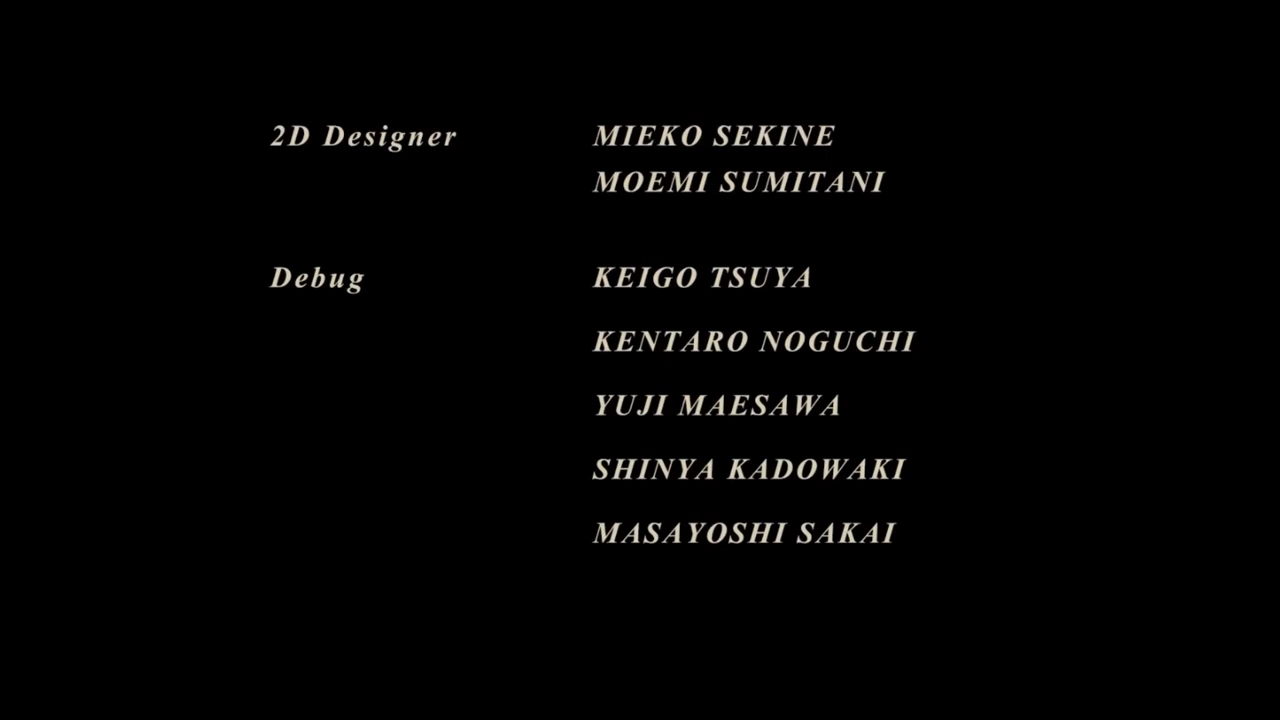 2D Designer MIEKO SEKINE
MOEMI SUMITANI
Debug KEIGO TSUYA
KENTARO NOGUCHI
YUJI MAESAWA
SHINYA KADOWAKI
MASAYOSHI SAKAI